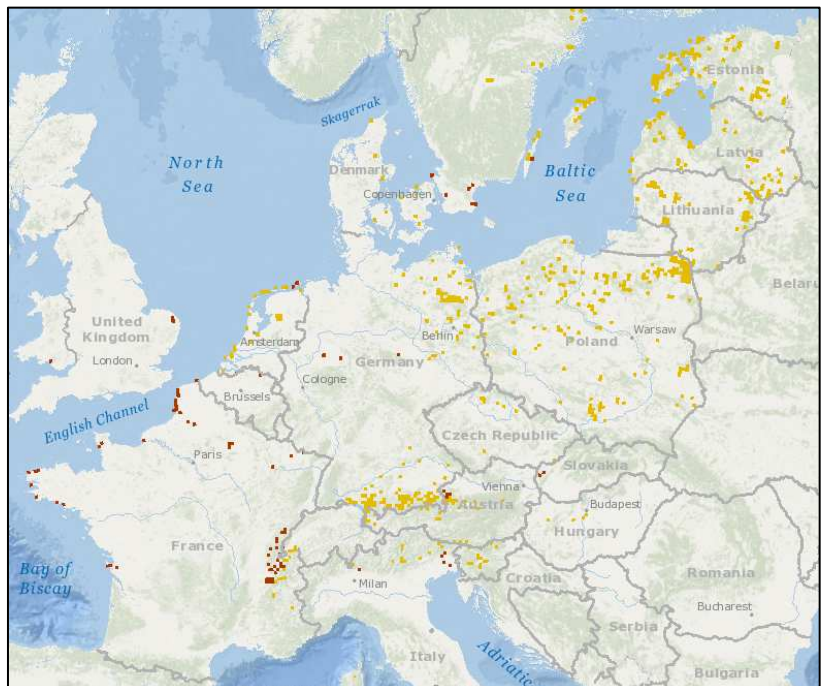 Estonia
Skagerrak
North
Sea
Latvia
Denmark
Baltic
Sea
Copenhagen
Lithuania
Belaru
United
Kingdom
London
Amsterdam
Berlin
Warsaw
Poland
Germany
Cologne
Brussels
English Channel
Czech Republic
Paris
Slovakia
Vienna
Austria
Budapest
Hungary
France
Bay of
Biscay
Milan
Croatia
Romania
Bucharest
Serbia
Italy
Adriatic
Bulgaria